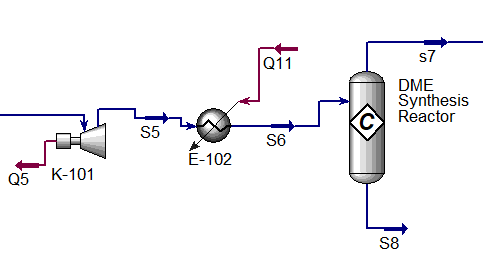 s7
Q11
DME
Synthesis
Reactor
C
S5
S6
E-102
K-101
Q5
S8